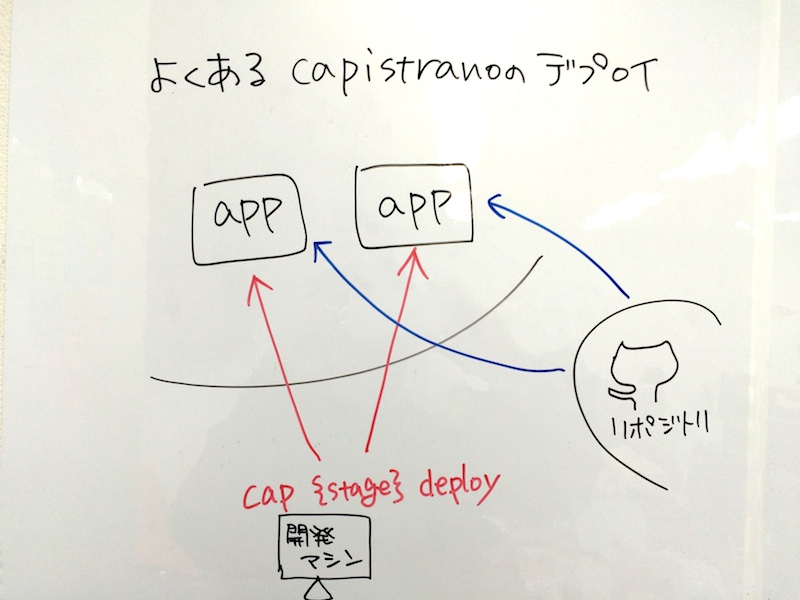 よくある capistranoの デプロイ
app
app
リポジトリ
cap {stage} deploy
開発
マシン